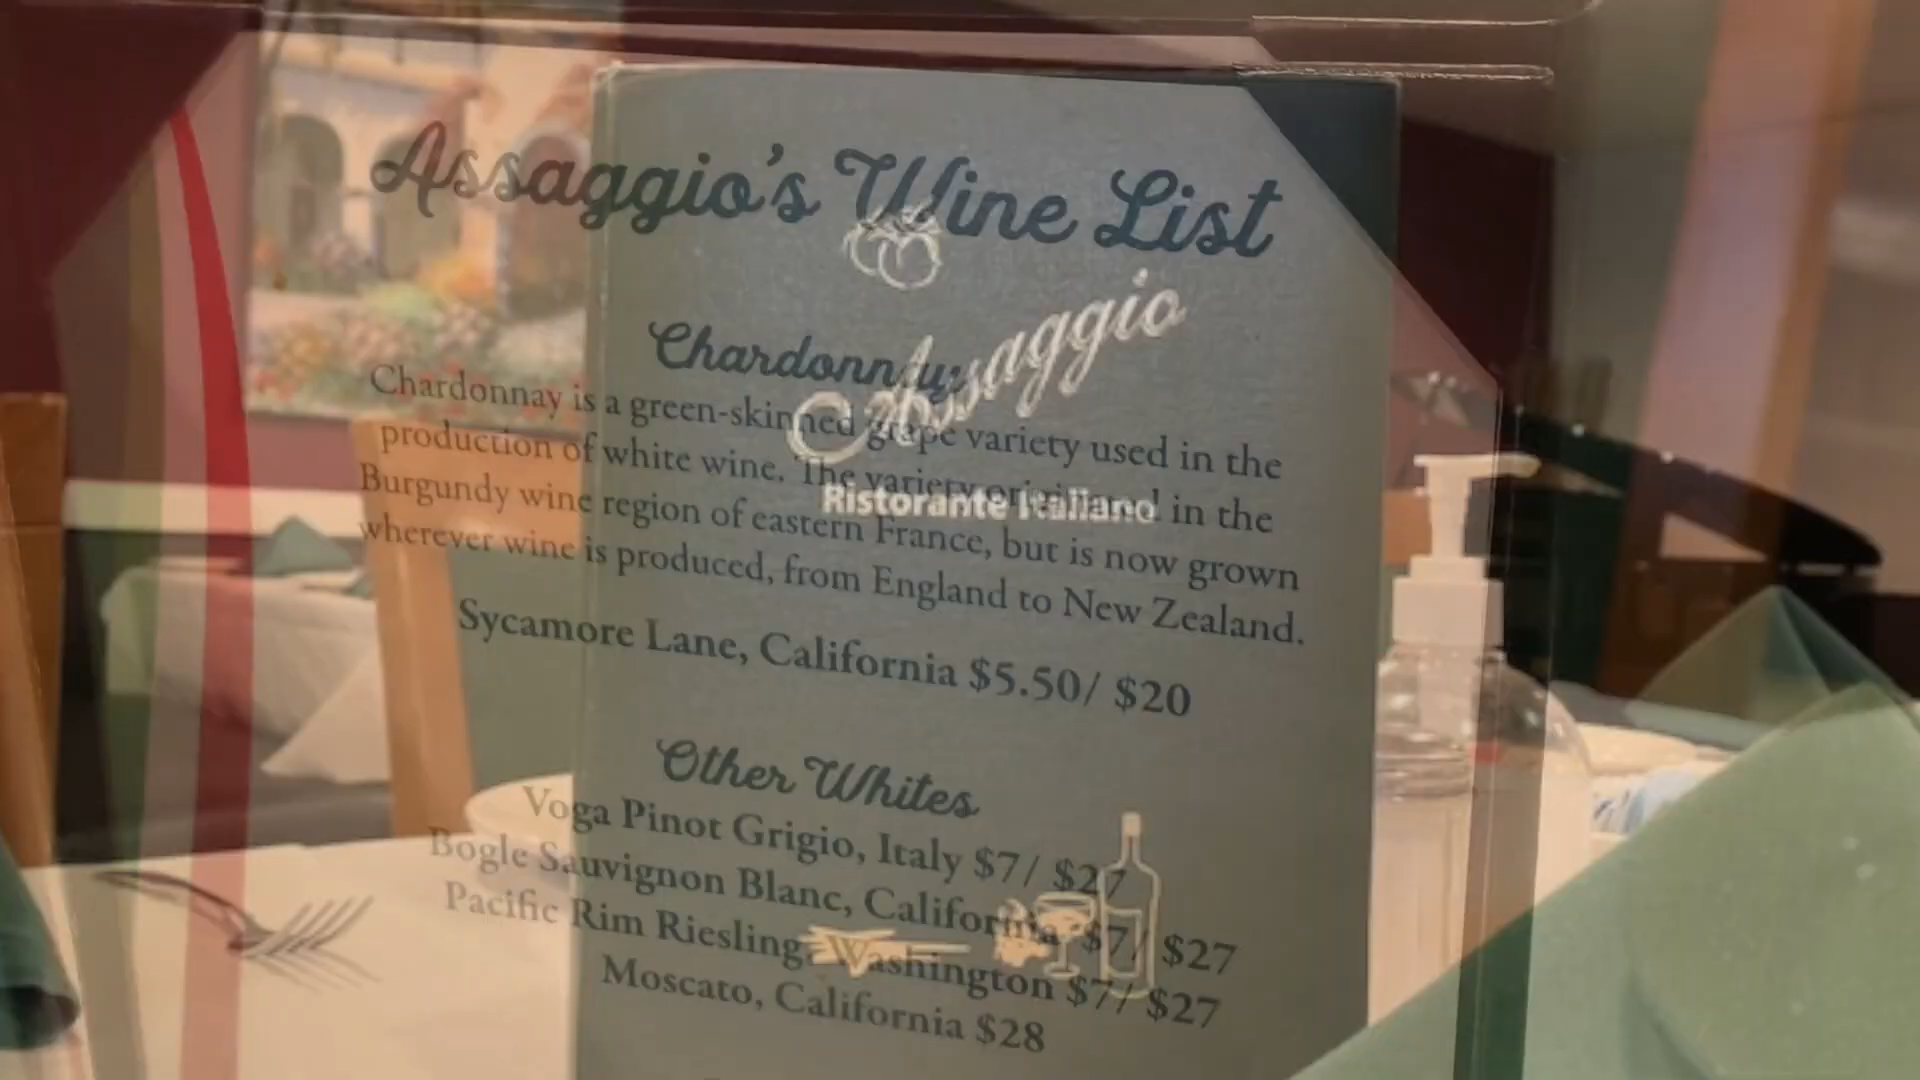 Assaggio's Wine List
Assaggio
Ristorante Italiano
Chardonnay
Chardonnay is a green-skinned grape variety used in the
production of white wine. The variety originated in the
Burgundy wine region of eastern France, but is now grown
wherever wine is produced, from England to New Zealand.
Sycamore Lane, California $5.50/ $20
Other Whites
Voga Pinot Grigio, Italy $7/ $27
Bogle Sauvignon Blanc, California $7/ $27
Pacific Rim Riesling, Washington $7/ $27
Moscato, California $28